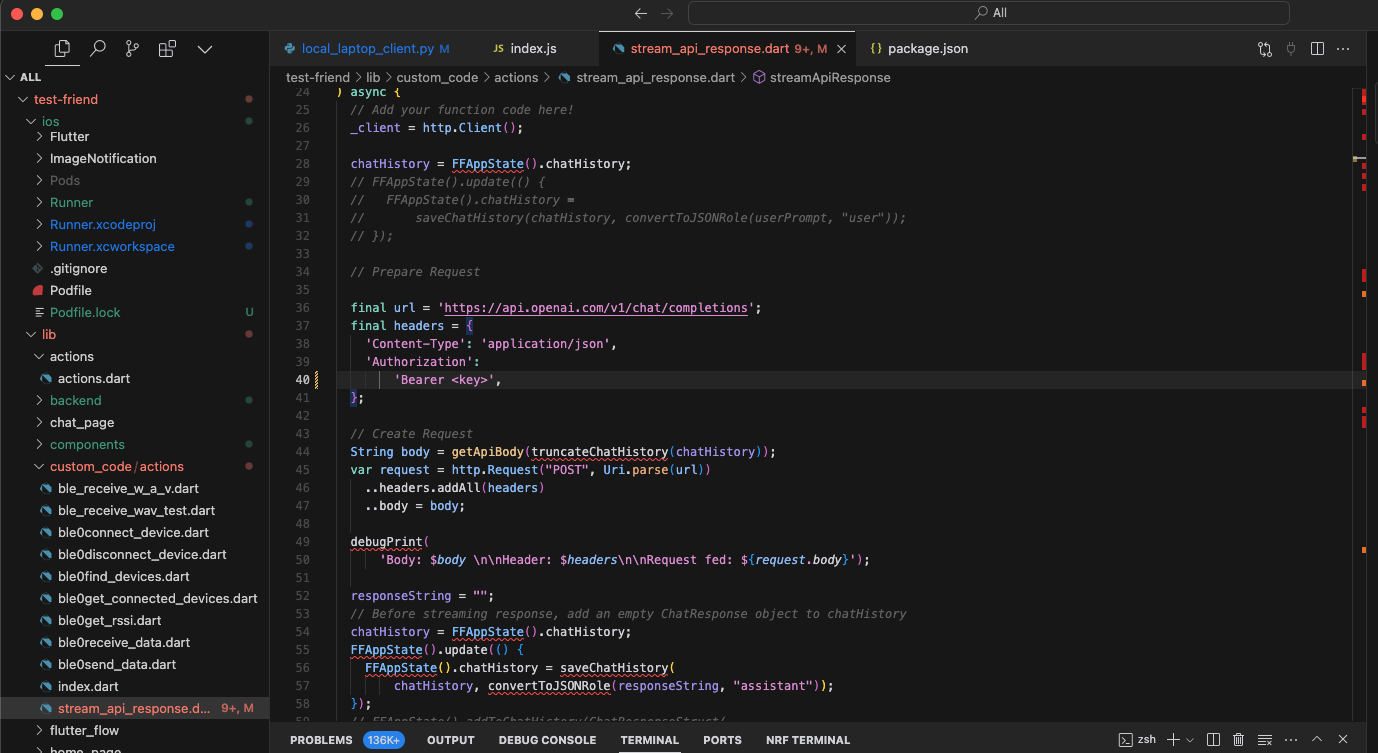 All
local_laptop_client.py M
JS index.js
stream_api_response.dart 9+, M
{} package.json
test-friend > lib > custom_code > actions > stream_api_response.dart > streamApiResponse
ALL
test-friend
ios
Flutter
ImageNotification
Pods
Runner
Runner.xcodeproj
Runner.xcworkspace
.gitignore
Podfile
Podfile.lock U
lib
actions
actions.dart
backend
chat_page
components
custom_code/actions
ble_receive_w_a_v.dart
ble_receive_wav_test.dart
ble0connect_device.dart
ble0disconnect_device.dart
ble0find_devices.dart
ble0get_connected_devices.dart
ble0get_rssi.dart
ble0receive_data.dart
ble0send_data.dart
index.dart
stream_api_response.d... 9+, M
flutter_flow
home_page
24 ) async {
25 // Add your function code here!
26 _client = http.Client();
27
28 chatHistory = FFAppState().chatHistory;
29 // FFAppState().update(() {
30 //   FFAppState().chatHistory =
31 //       saveChatHistory(chatHistory, convertToJSONRole(userPrompt, "user"));
32 // });
33
34 // Prepare Request
35
36 final url = 'https://api.openai.com/v1/chat/completions';
37 final headers = {
38 'Content-Type': 'application/json',
39 'Authorization':
40 'Bearer <key>',
41 };
42
43 // Create Request
44 String body = getApiBody(truncateChatHistory(chatHistory));
45 var request = http.Request("POST", Uri.parse(url))
46 ..headers.addAll(headers)
47 ..body = body;
48
49 debugPrint(
50 'Body: $body \n\nHeader: $headers\n\nRequest fed: ${request.body}');
51
52 responseString = "";
53 // Before streaming response, add an empty ChatResponse object to chatHistory
54 chatHistory = FFAppState().chatHistory;
55 FFAppState().update(() {
56 FFAppState().chatHistory = saveChatHistory(
57 chatHistory, convertToJSONRole(responseString, "assistant"));
58 });
59 // FFAppState().addToChatHistory(ChatResponseStruct(
PROBLEMS 136K+ OUTPUT DEBUG CONSOLE TERMINAL PORTS NRF TERMINAL
zsh